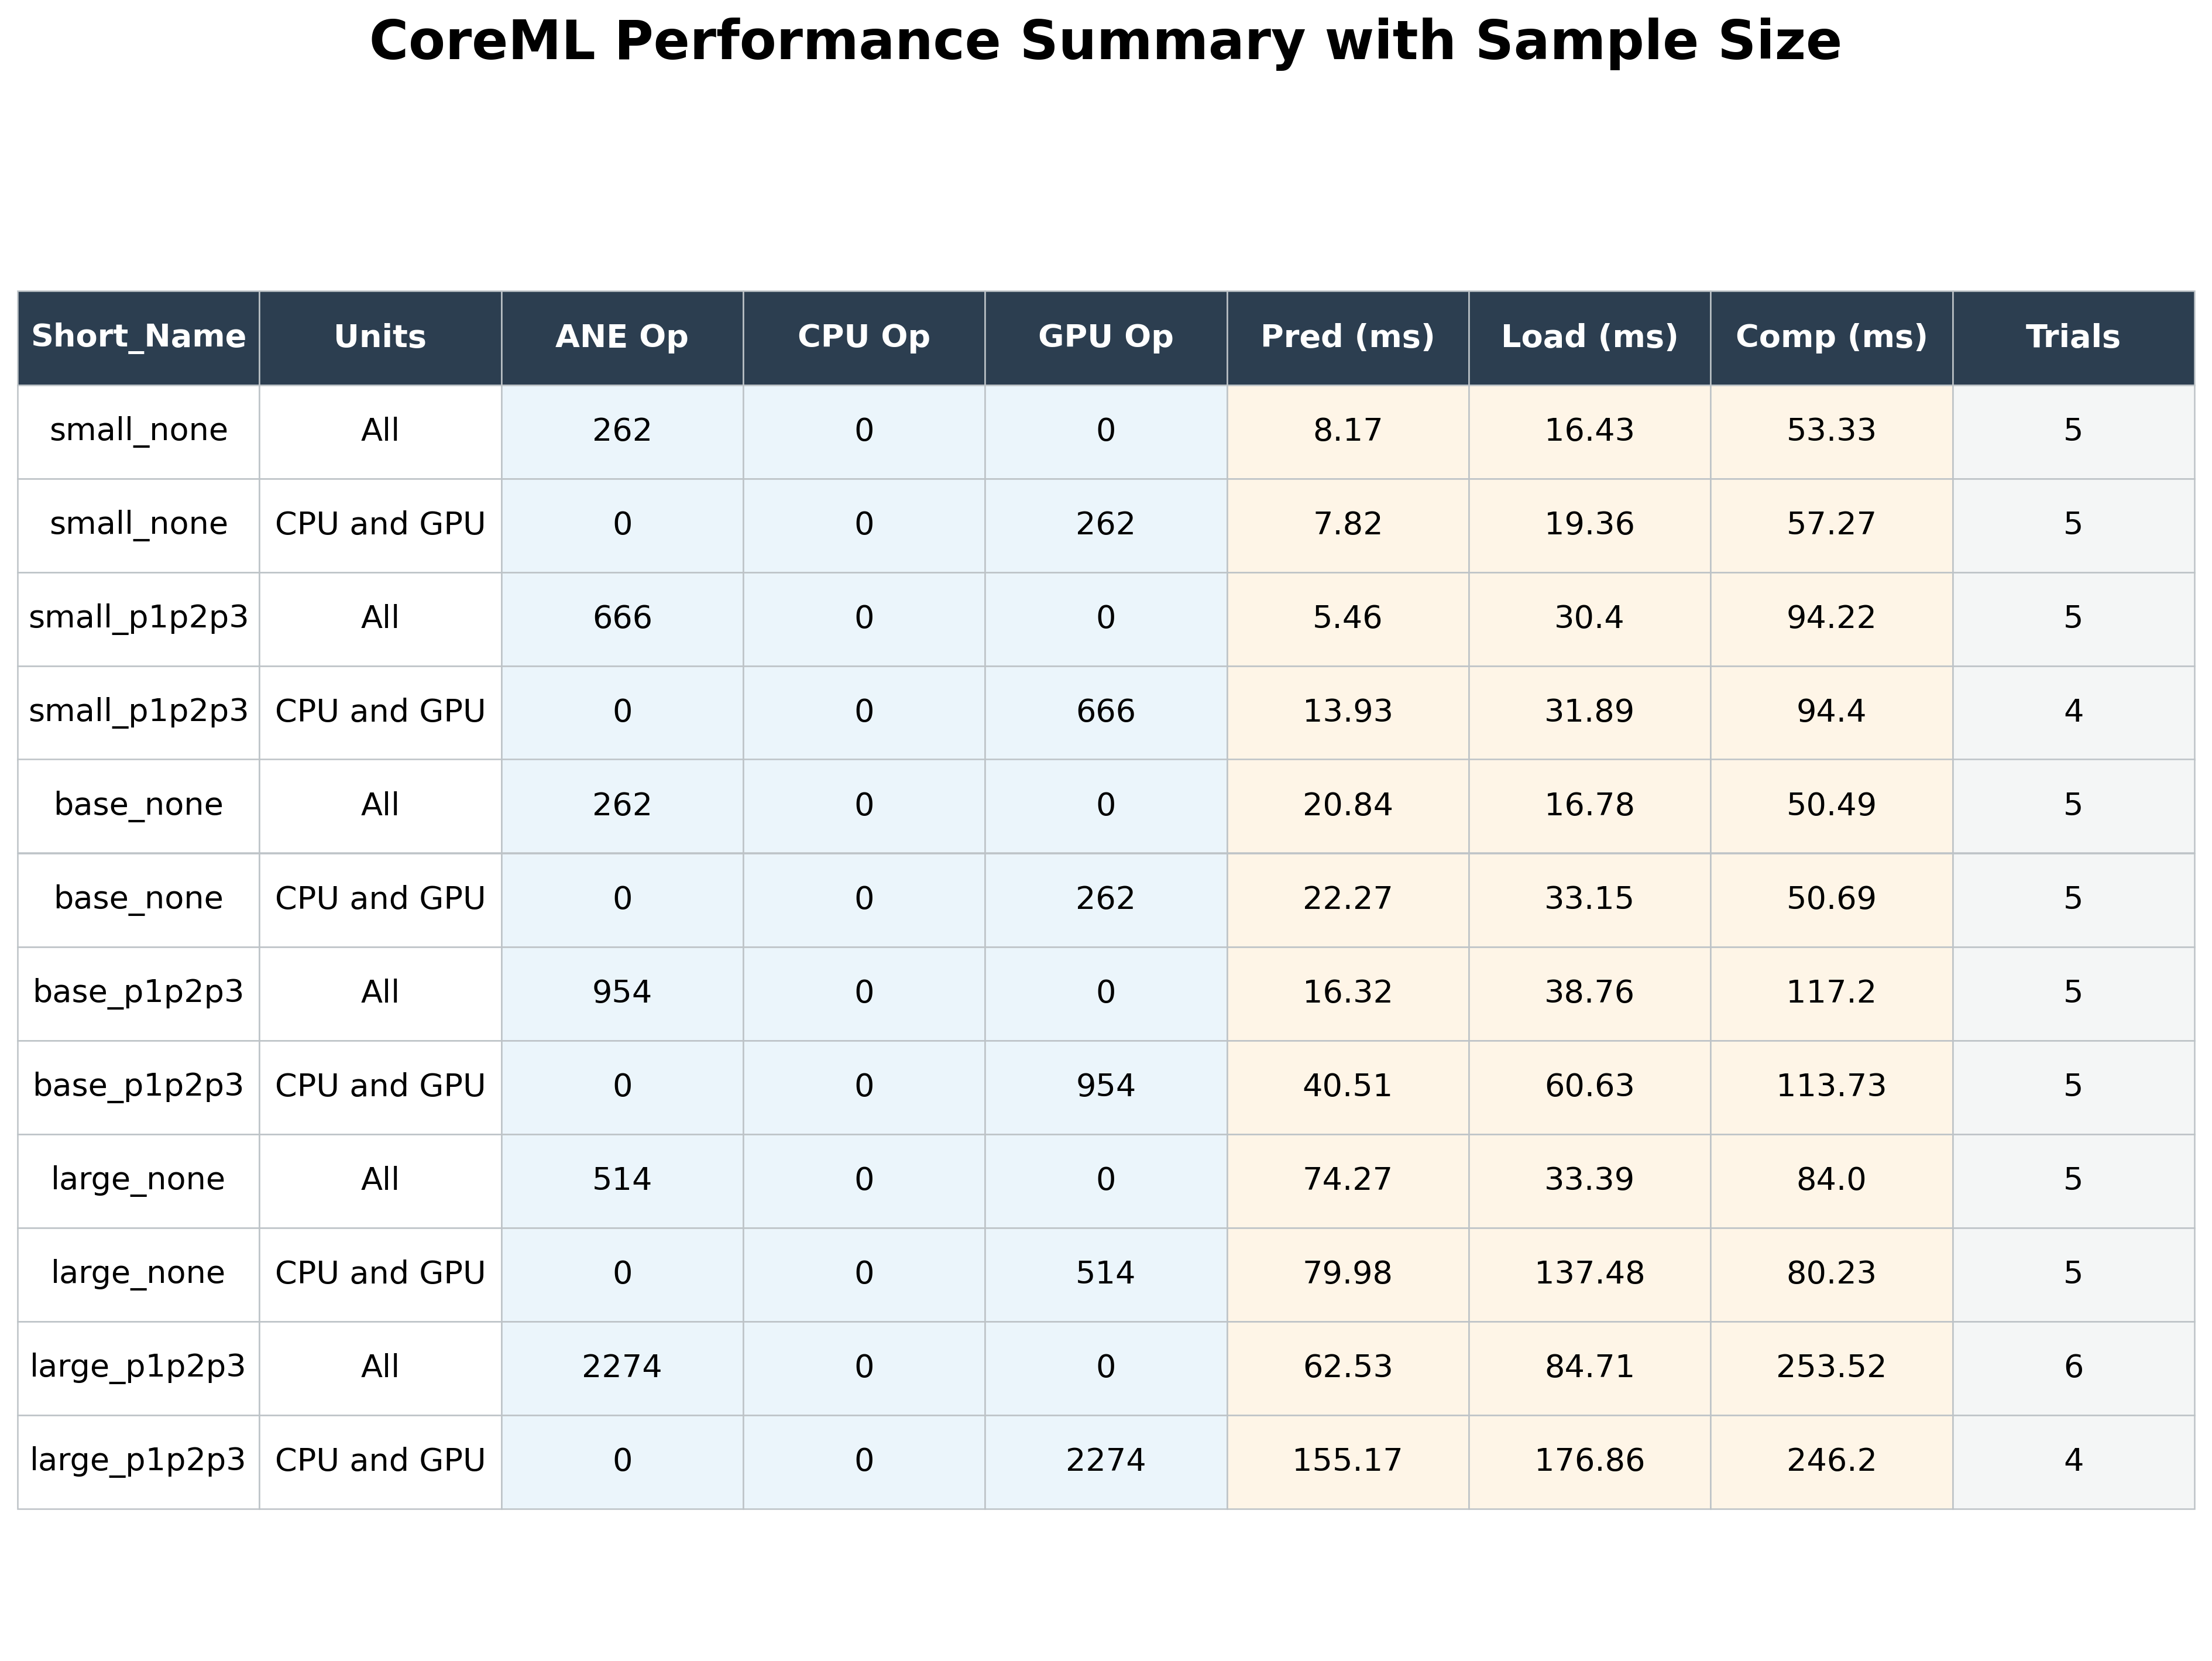 CoreML Performance Summary with Sample Size
Short_Name Units ANE Op CPU Op GPU Op Pred (ms) Load (ms) Comp (ms) Trials
small_none All 262 0 0 8.17 16.43 53.33 5
small_none CPU and GPU 0 0 262 7.82 19.36 57.27 5
small_p1p2p3 All 666 0 0 5.46 30.4 94.22 5
small_p1p2p3 CPU and GPU 0 0 666 13.93 31.89 94.4 4
base_none All 262 0 0 20.84 16.78 50.49 5
base_none CPU and GPU 0 0 262 22.27 33.15 50.69 5
base_p1p2p3 All 954 0 0 16.32 38.76 117.2 5
base_p1p2p3 CPU and GPU 0 0 954 40.51 60.63 113.73 5
large_none All 514 0 0 74.27 33.39 84.0 5
large_none CPU and GPU 0 0 514 79.98 137.48 80.23 5
large_p1p2p3 All 2274 0 0 62.53 84.71 253.52 6
large_p1p2p3 CPU and GPU 0 0 2274 155.17 176.86 246.2 4